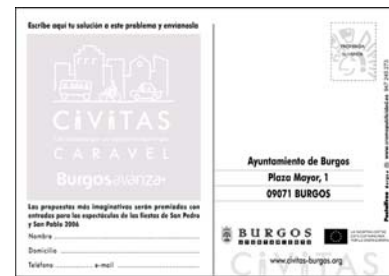 Escribe aquí tu solución a este problema y envíanosla
CiViTAS
CARAVEL
Burgosavanza+
Las propuestas más imaginativas serán premiadas con
entradas para los espectáculos de las fiestas de San Pedro
y San Pablo 2006
Nombre
Domicilio
Teléfono e-mail
Ayuntamiento de Burgos
Plaza Mayor, 1
09071 BURGOS
BURGOS
www.civitas-burgos.org
CiViTAS